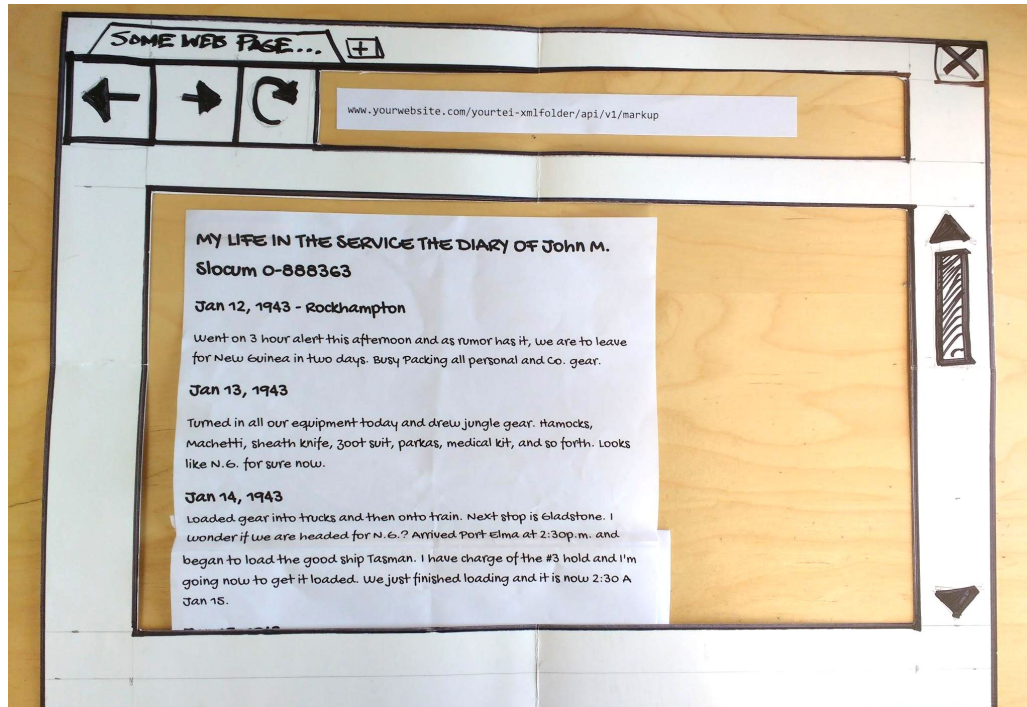 SOME WEB PAGE...
www.yourwebsite.com/yourtei-xmlfolder/api/v1/markup
MY LIFE IN THE SERVICE THE DIARY OF John M.
Slocum O-888363
Jan 12, 1943 - Rockhampton
Went on 3 hour alert this afternoon and as rumor has it, we are to leave
for New Guinea in two days. Busy Packing all personal and Co. gear.
Jan 13, 1943
Turned in all our equipment today and drew jungle gear. Hamocks,
Machetti, sheath knife, zoot suit, parkas, medical kit, and so forth. Looks
like N.G. for sure now.
Jan 14, 1943
Loaded gear into trucks and then onto train. Next stop is Gladstone. I
wonder if we are headed for N.G.? Arrived Port Elma at 2:30p.m. and
began to load the good ship Tasman. I have charge of the #3 hold and I'm
going now to get it loaded. We just finished loading and it is now 2:30 A
Jan 15.